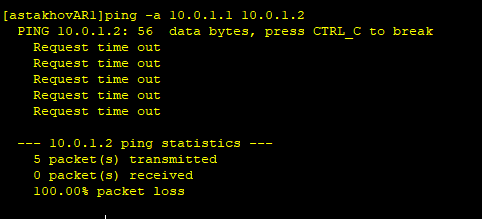 [astakhovAR1]ping -a 10.0.1.1 10.0.1.2
PING 10.0.1.2: 56  data bytes, press CTRL_C to break
Request time out
Request time out
Request time out
Request time out
Request time out
--- 10.0.1.2 ping statistics ---
5 packet(s) transmitted
0 packet(s) received
100.00% packet loss